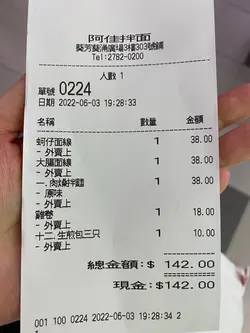 阿佳拌面
葵芳葵涌廣場3樓303號舖
Tel:2782-0200
人數 1
單號 0224
日期 2022-06-03 19:28:33
名稱 數量 金額
蚵仔面線 1 38.00
- 外賣上
大腸面線 1 38.00
- 外賣上
一.肉燥拌麵 1 38.00
- 原味
- 外賣上
雞卷 1 18.00
- 外賣上
十二.生煎包三只 1 10.00
- 外賣上
總金額:$ 142.00
現金:$142.00
001 100 0224 2022-06-03 19:28:34 2